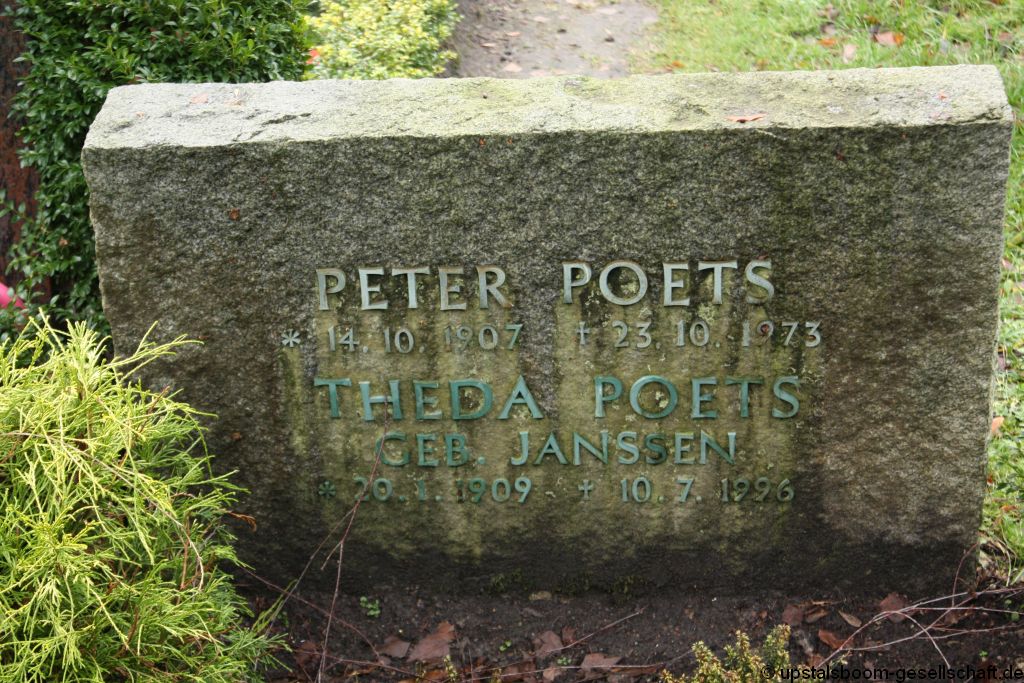 PETER POETS
* 14. 10. 1907 † 23. 10. 1973
THEDA POETS
GEB. JANSSEN
* 20. 1. 1909 † 10. 7. 1996
© upstalsboom-gesellschaft.de